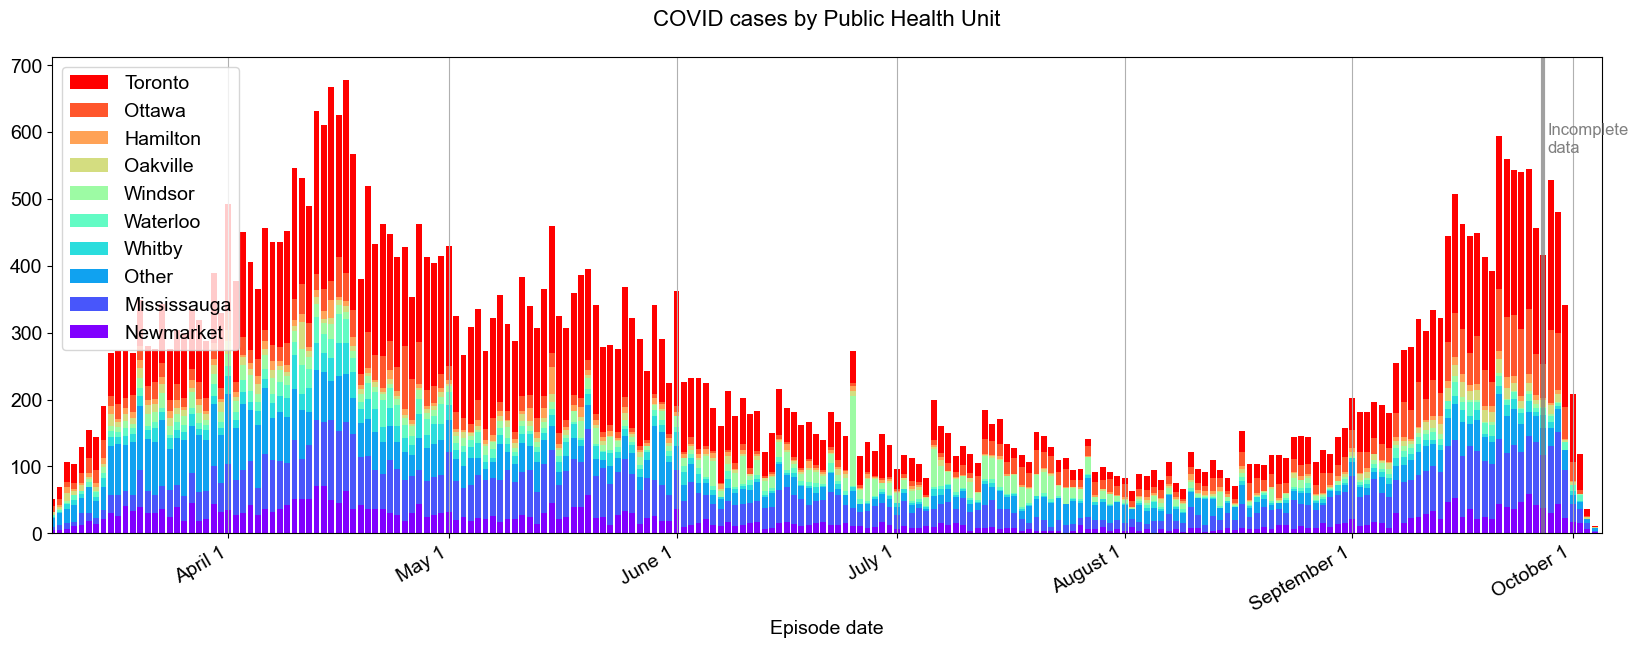 COVID cases by Public Health Unit
700
600
500
400
300
200
100
0
Toronto
Ottawa
Hamilton
Oakville
Windsor
Waterloo
Whitby
Other
Mississauga
Newmarket
Incomplete
data
April 1
May 1
June 1
July 1
August 1
September 1
October 1
Episode date